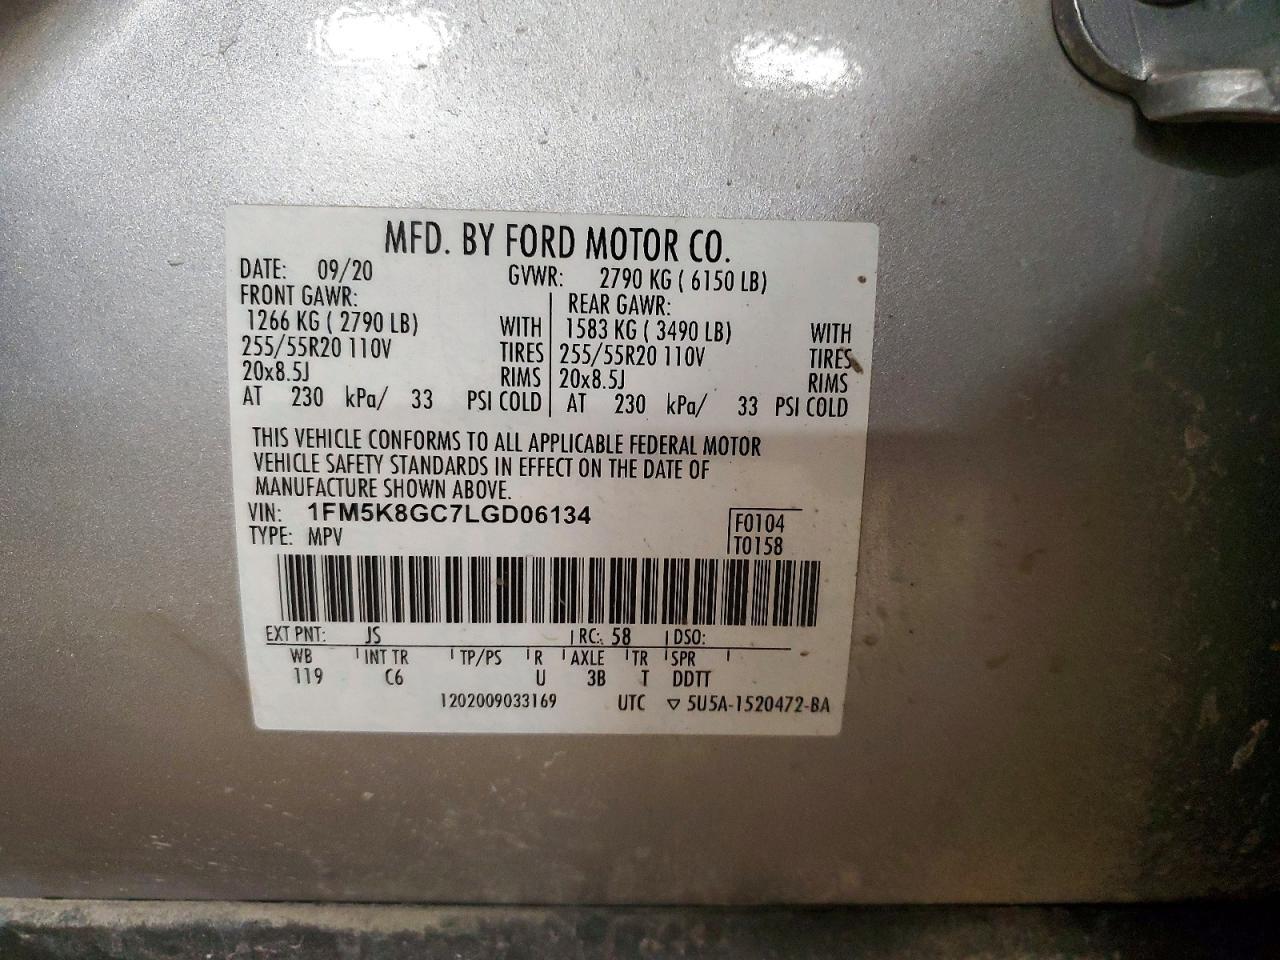 MFD. BY FORD MOTOR CO.
DATE: 09/20 GVWR: 2790 KG ( 6150 LB)
FRONT GAWR: REAR GAWR:
1266 KG ( 2790 LB) WITH 1583 KG ( 3490 LB) WITH
255/55R20 110V TIRES 255/55R20 110V TIRES
20x8.5J RIMS 20x8.5J RIMS
AT 230 kPa/ 33 PSI COLD AT 230 kPa/ 33 PSI COLD
THIS VEHICLE CONFORMS TO ALL APPLICABLE FEDERAL MOTOR
VEHICLE SAFETY STANDARDS IN EFFECT ON THE DATE OF
MANUFACTURE SHOWN ABOVE.
VIN: 1FM5K8GC7LGD06134 F0104
TYPE: MPV T0158
EXT PNT: JS RC: 58 DSO:
WB INT TR TP/PS R AXLE TR SPR
119 C6 U 3B T DDTT
1202009033169 UTC ▽ 5U5A-1520472-BA